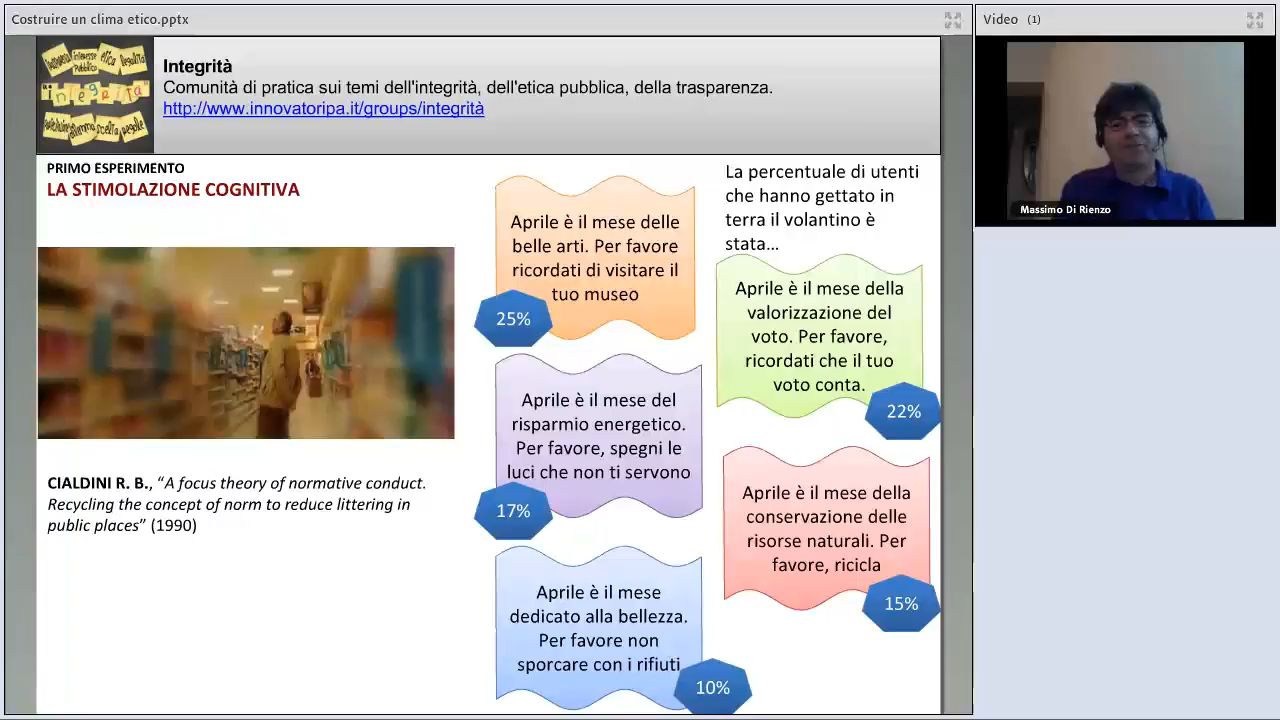 Costruire un clima etico.pptx
Video (1)
interesse
pubblico
etica
legalità
"integrità"
scelta
regole
Integrità
Comunità di pratica sui temi dell'integrità, dell'etica pubblica, della trasparenza.
http://www.innovatoripa.it/groups/integrità
Massimo Di Rienzo
PRIMO ESPERIMENTO
LA STIMOLAZIONE COGNITIVA
CIALDINI R. B., “A focus theory of normative conduct.
Recycling the concept of norm to reduce littering in
public places” (1990)
La percentuale di utenti
che hanno gettato in
terra il volantino è
stata…
Aprile è il mese delle
belle arti. Per favore
ricordati di visitare il
tuo museo
25%
Aprile è il mese della
valorizzazione del
voto. Per favore,
ricordati che il tuo
voto conta.
22%
Aprile è il mese del
risparmio energetico.
Per favore, spegni le
luci che non ti servono
17%
Aprile è il mese della
conservazione delle
risorse naturali. Per
favore, ricicla
15%
Aprile è il mese
dedicato alla bellezza.
Per favore non
sporcare con i rifiuti
10%